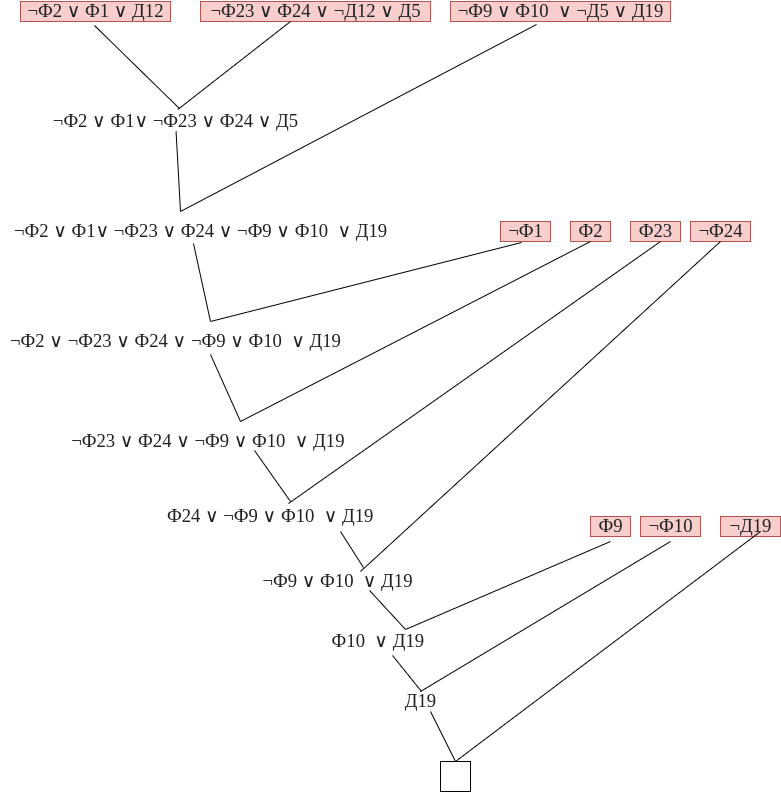 ¬Ф2 ∨ Ф1 ∨ Д12 ¬Ф23 ∨ Ф24 ∨ ¬Д12 ∨ Д5 ¬Ф9 ∨ Ф10 ∨ ¬Д5 ∨ Д19
¬Ф2 ∨ Ф1∨ ¬Ф23 ∨ Ф24 ∨ Д5
¬Ф2 ∨ Ф1∨ ¬Ф23 ∨ Ф24 ∨ ¬Ф9 ∨ Ф10 ∨ Д19 ¬Ф1 Ф2 Ф23 ¬Ф24
¬Ф2 ∨ ¬Ф23 ∨ Ф24 ∨ ¬Ф9 ∨ Ф10 ∨ Д19
¬Ф23 ∨ Ф24 ∨ ¬Ф9 ∨ Ф10 ∨ Д19
Ф24 ∨ ¬Ф9 ∨ Ф10 ∨ Д19
Ф9 ¬Ф10 ¬Д19
¬Ф9 ∨ Ф10 ∨ Д19
Ф10 ∨ Д19
Д19